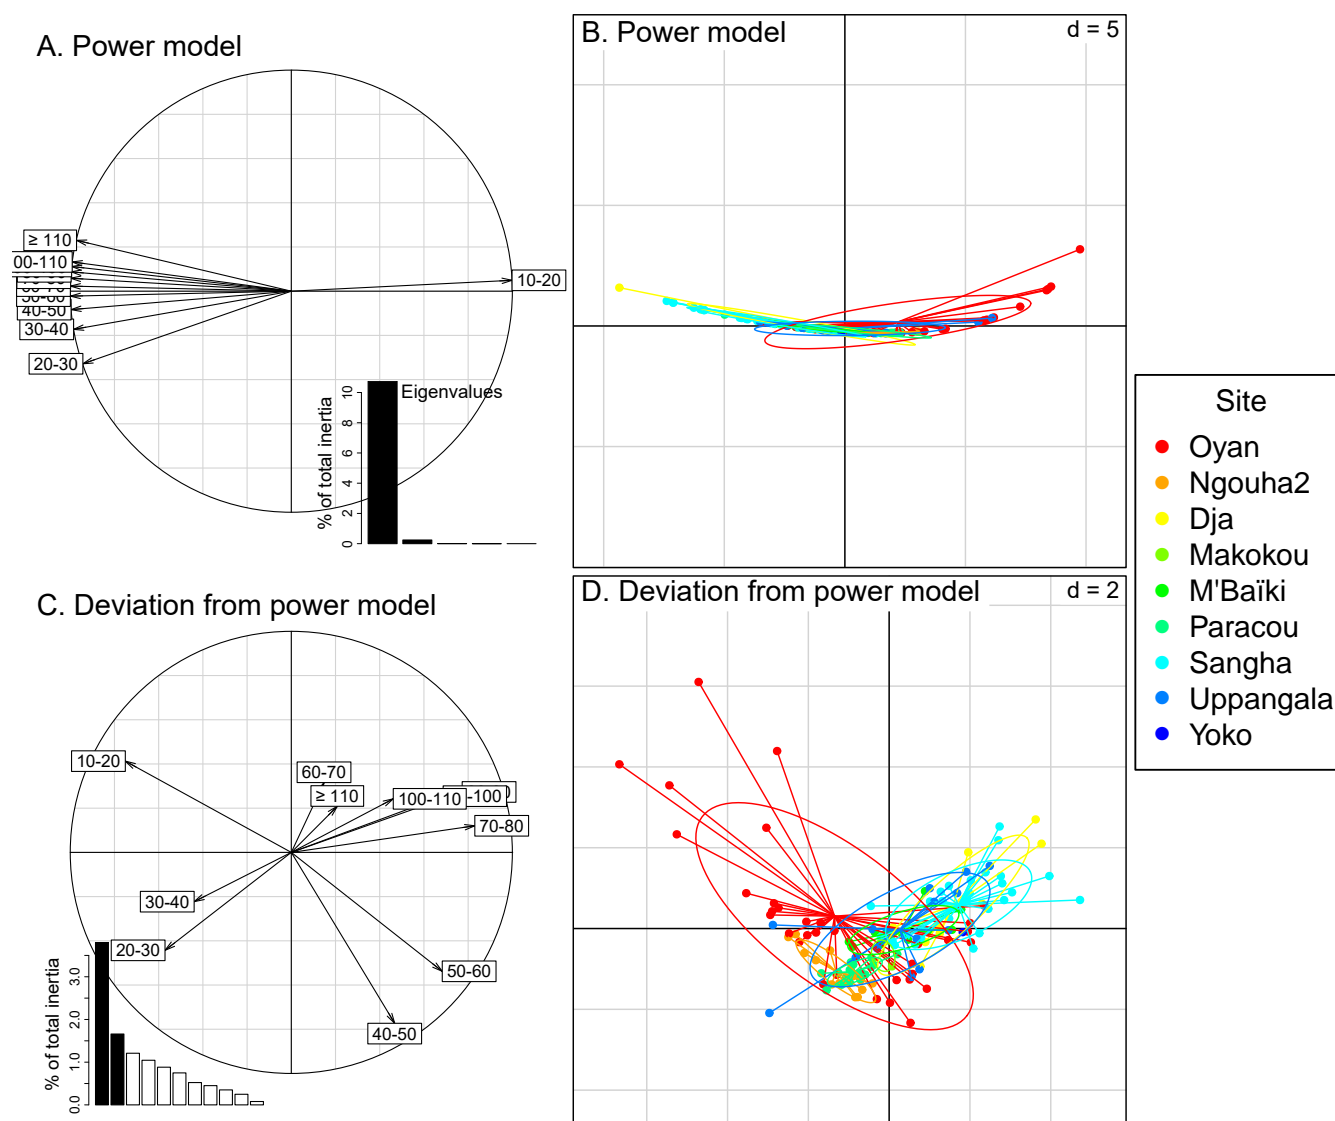 A. Power model
≥ 110
00-110
40-50
30-40
20-30
10-20
Eigenvalues
% of total inertia
0
2
4
6
8
10
B. Power model
d = 5
Site
Oyan
Ngouha2
Dja
Makokou
M'Baïki
Paracou
Sangha
Uppangala
Yoko
C. Deviation from power model
10-20
60-70
≥ 110
100-110
-100
70-80
30-40
20-30
50-60
40-50
% of total inertia
0.0
1.0
2.0
3.0
D. Deviation from power model
d = 2